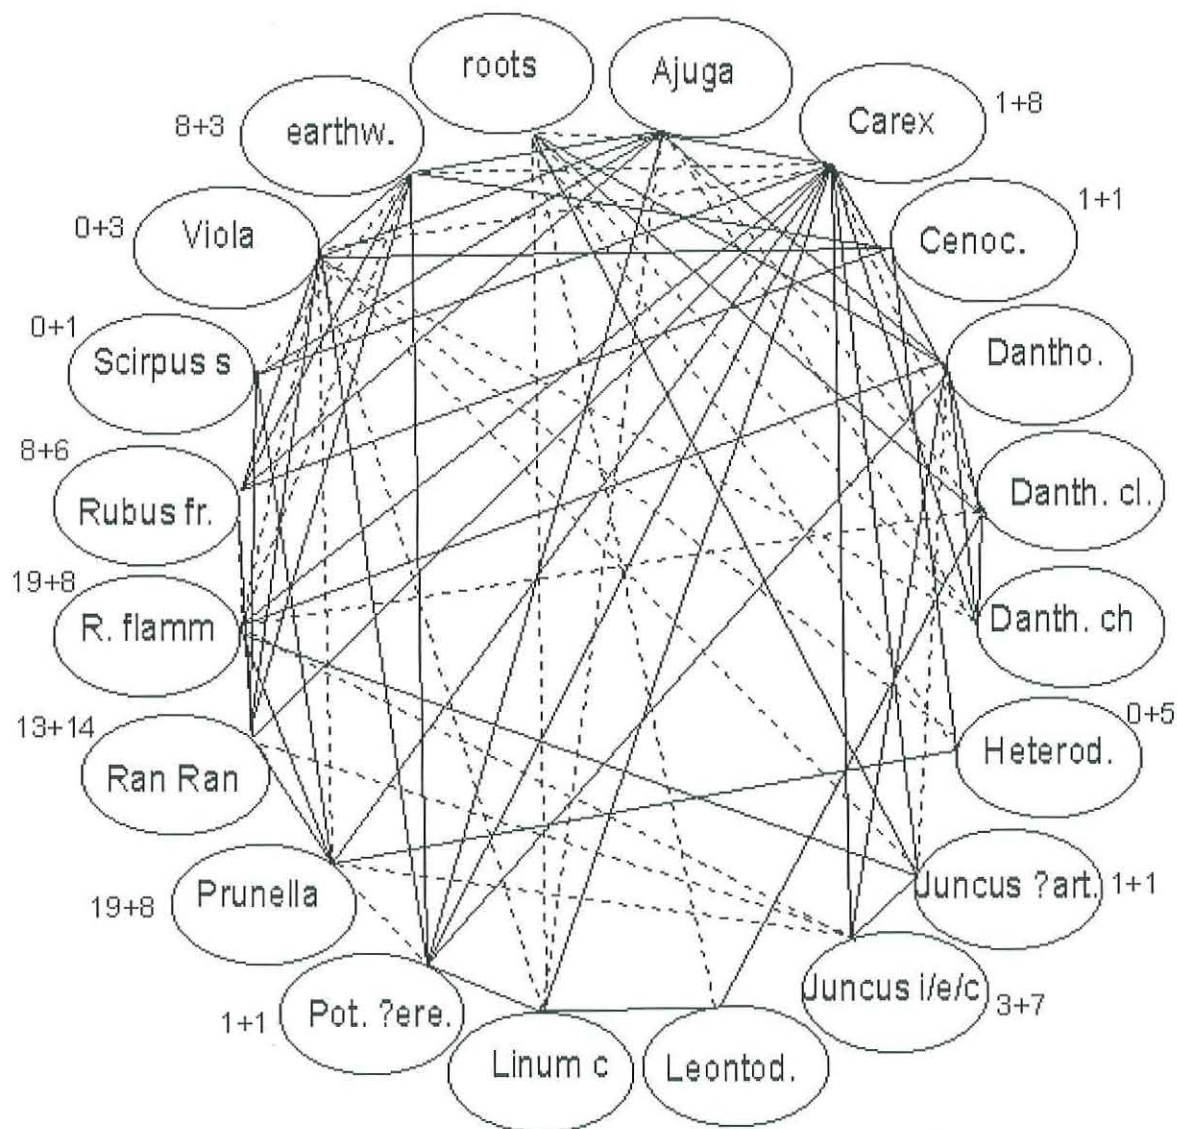 roots
Ajuga
8+3
earthw.
Carex
1+8
0+3
Viola
Cenoc.
1+1
0+1
Scirpus s
Dantho.
8+6
Rubus fr.
Danth. cl.
19+8
R. flamm
Danth. ch
13+14
Ran Ran
Heterod.
0+5
19+8
Prunella
Juncus ?art.
1+1
1+1
Pot. ?ere.
Juncus i/e/c
3+7
Linum c
Leontod.